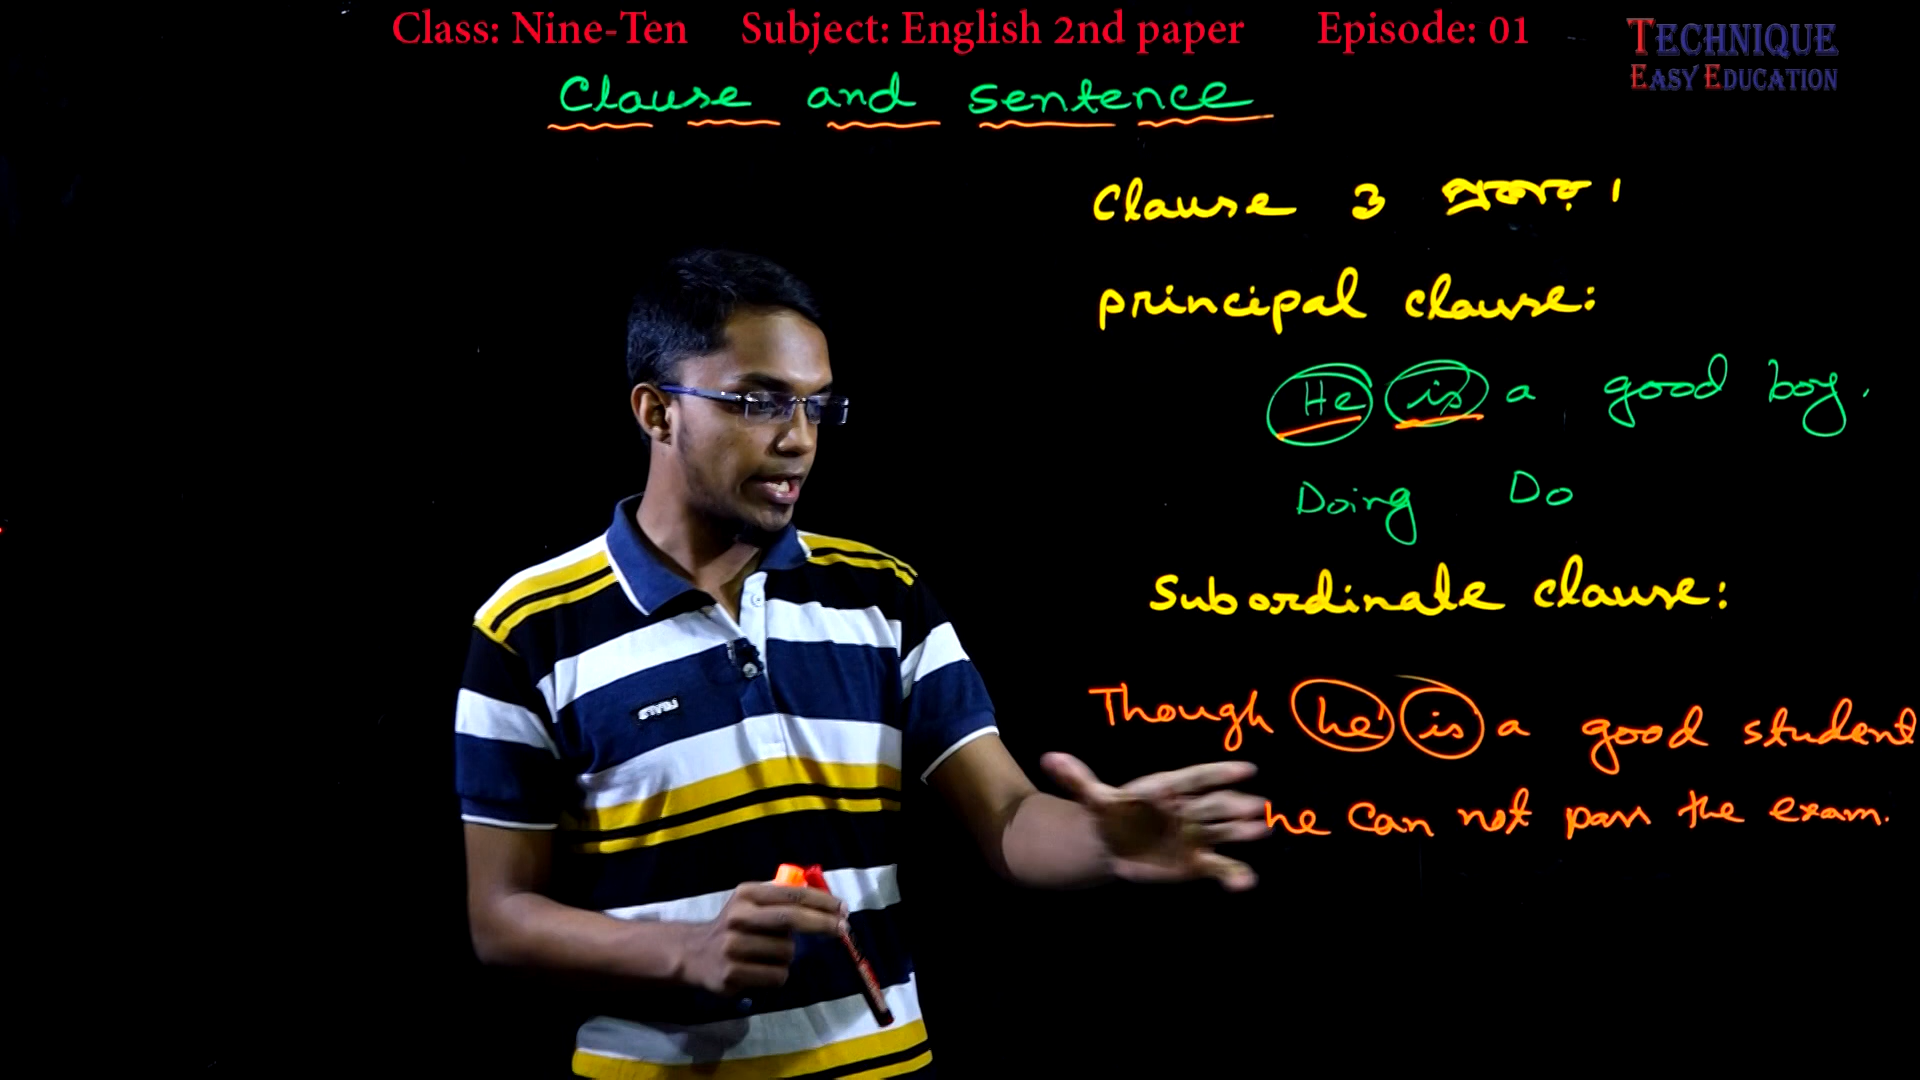 Class: Nine-Ten Subject: English 2nd paper Episode: 01
TECHNIQUE
EASY EDUCATION
Clause and sentence
Clause 3 প্রকার।
principal clause:
He is a good boy.
Doing Do
Subordinate clause:
Though he is a good student
he can not pass the exam.